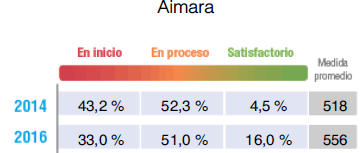 Aimara
En inicio En proceso Satisfactorio Medida promedio
2014 43,2 % 52,3 % 4,5 % 518
2016 33,0 % 51,0 % 16,0 % 556